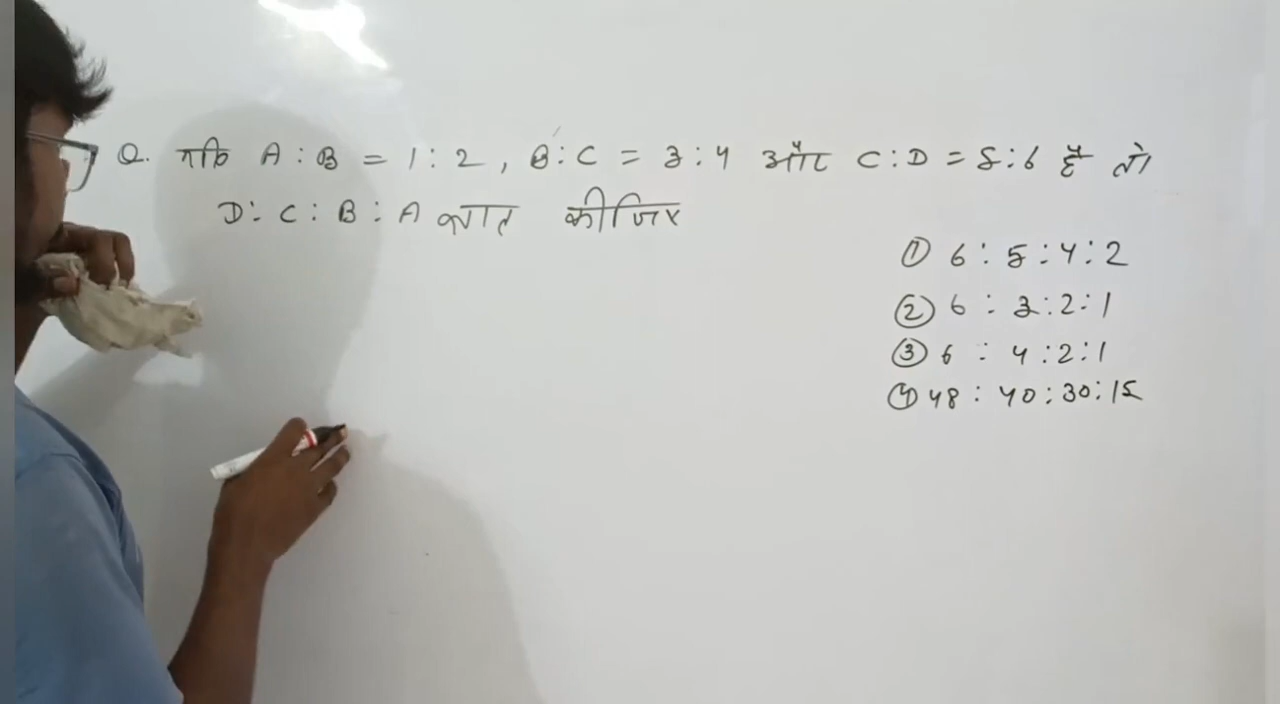 Q. यदि A : B = 1 : 2 , B : C = 3 : 4 और C : D = 5 : 6 है तो
D : C : B : A ज्ञात कीजिए
① 6 : 5 : 4 : 2
② 6 : 3 : 2 : 1
③ 6 : 4 : 2 : 1
④ 48 : 40 : 30 : 15